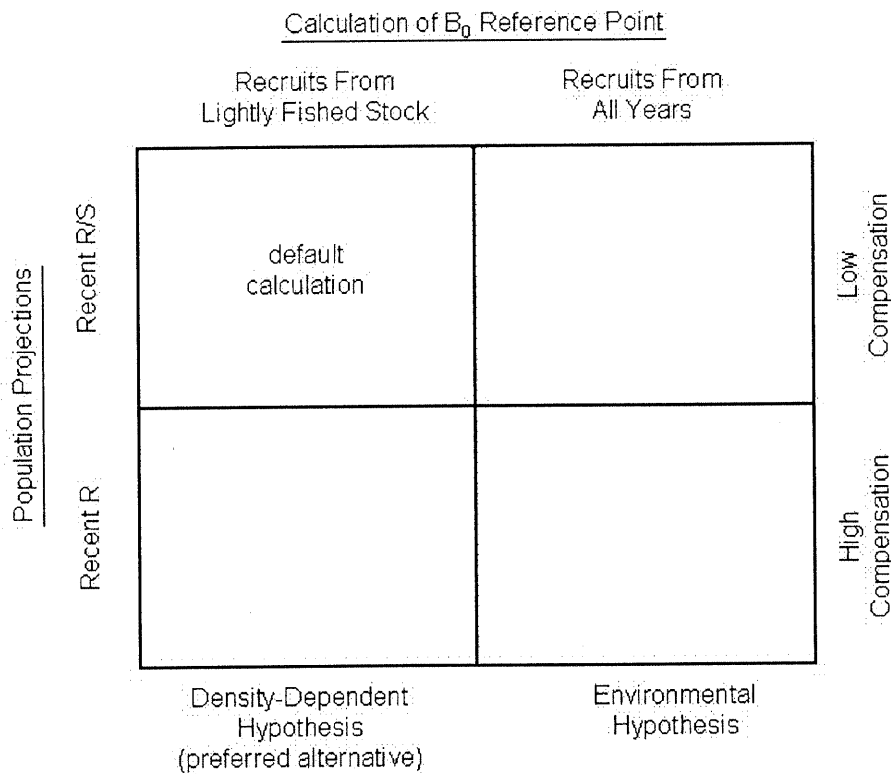 Calculation of B0 Reference Point
Recruits From
Lightly Fished Stock
Recruits From
All Years
Population Projections
Recent R/S
default
calculation
Low
Compensation
Recent R
High
Compensation
Density-Dependent
Hypothesis
(preferred alternative)
Environmental
Hypothesis